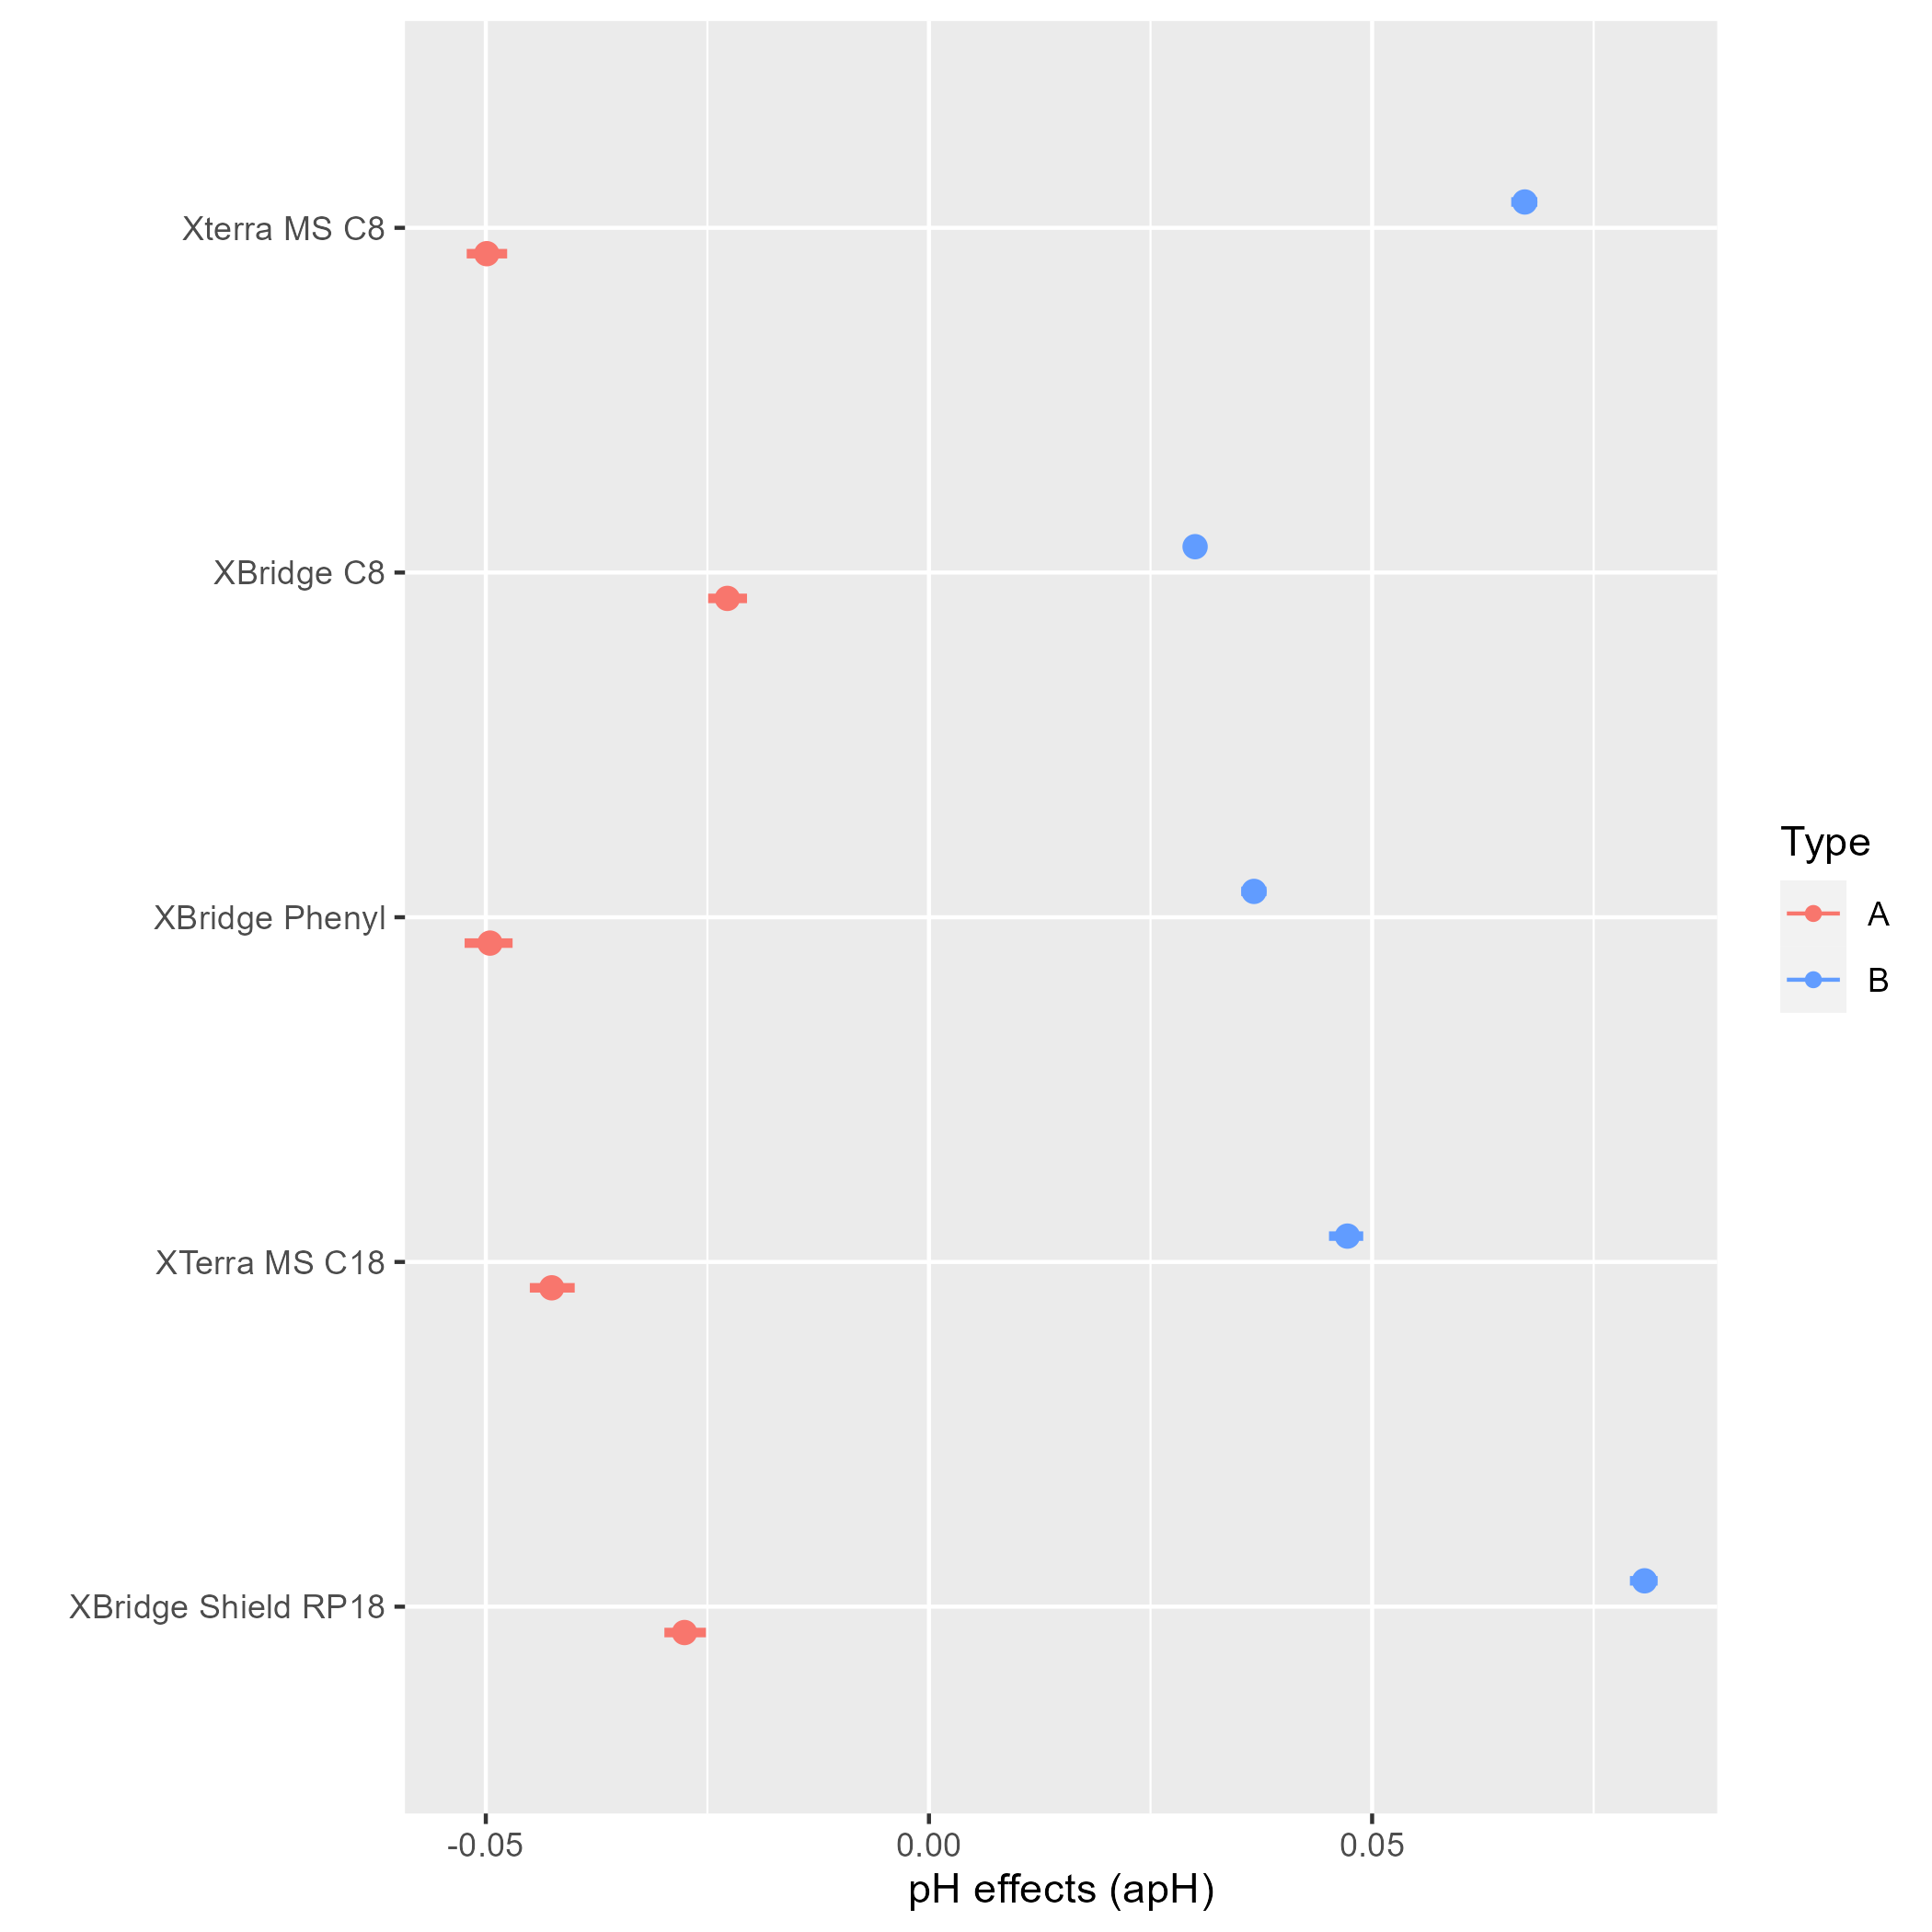 Xterra MS C8
XBridge C8
XBridge Phenyl
XTerra MS C18
XBridge Shield RP18
-0.05
0.00
0.05
pH effects (apH)
Type
A
B